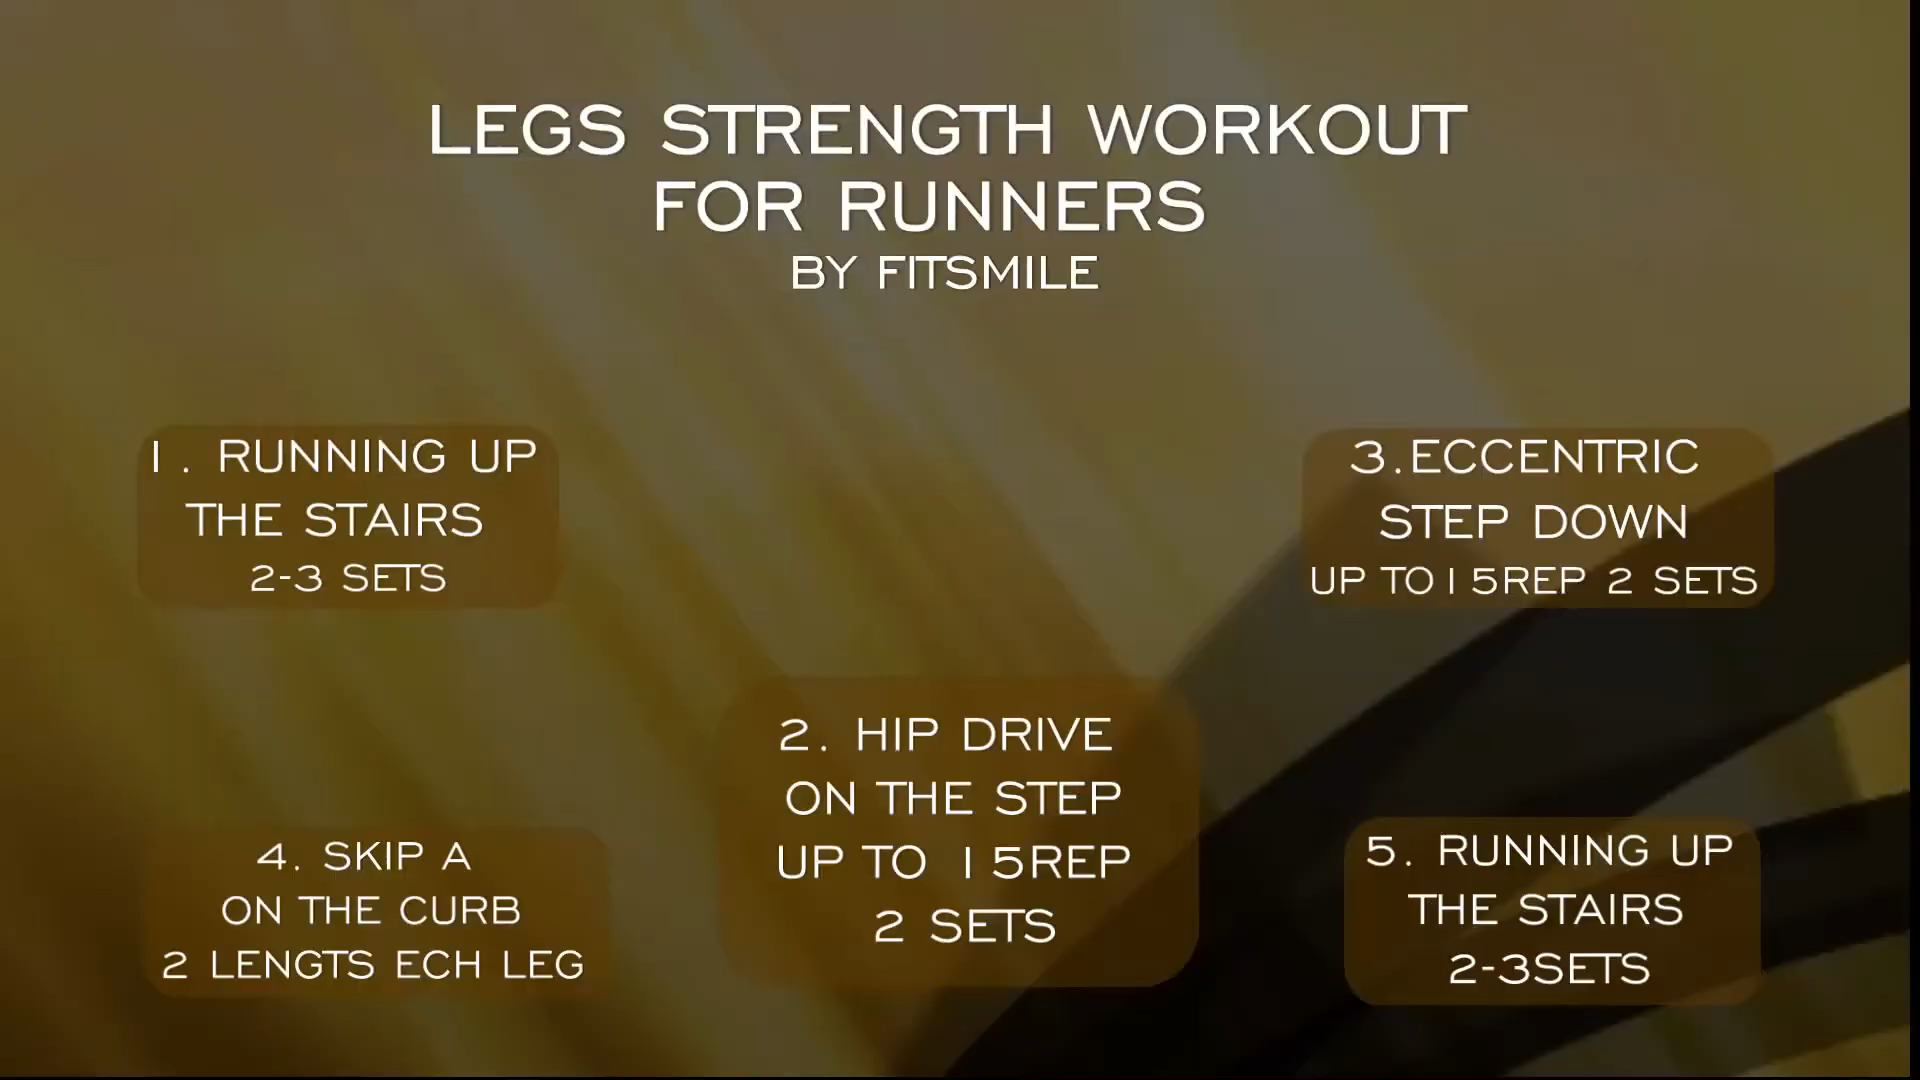 LEGS STRENGTH WORKOUT
FOR RUNNERS
BY FITSMILE
1. RUNNING UP
THE STAIRS
2-3 SETS
2. HIP DRIVE
ON THE STEP
UP TO 15REP
2 SETS
3.ECCENTRIC
STEP DOWN
UP TO 15REP 2 SETS
4. SKIP A
ON THE CURB
2 LENGTS ECH LEG
5. RUNNING UP
THE STAIRS
2-3SETS